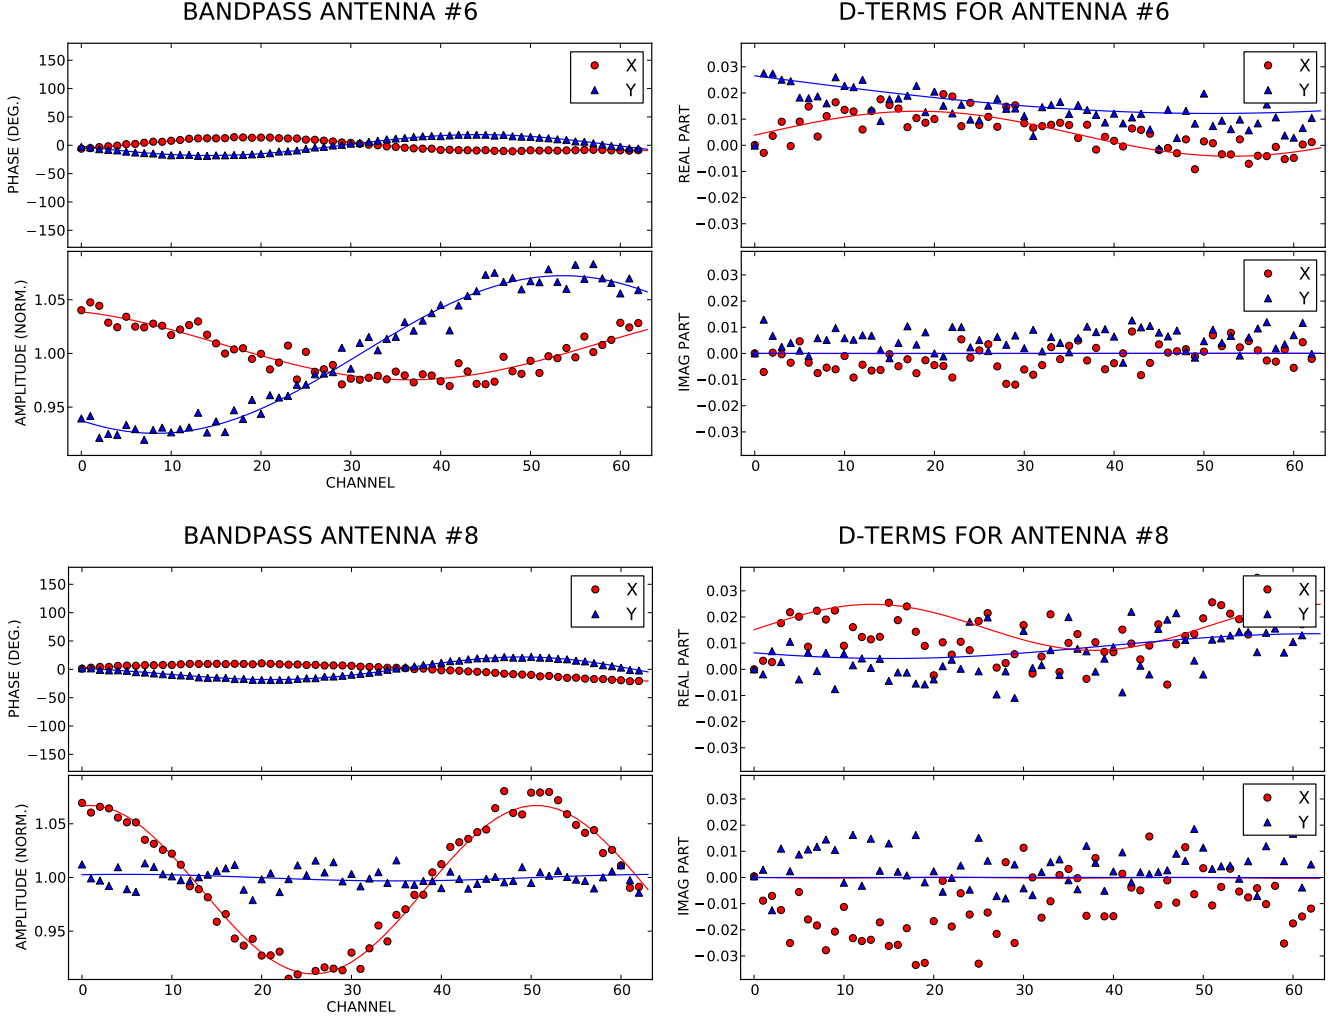 BANDPASS ANTENNA #6
D-TERMS FOR ANTENNA #6
PHASE (DEG.)
150
100
50
0
−50
−100
−150
X
Y
REAL PART
0.03
0.02
0.01
0.00
−0.01
−0.02
−0.03
X
Y
AMPLITUDE (NORM.)
1.05
1.00
0.95
0 10 20 30 40 50 60
CHANNEL
IMAG PART
0.03
0.02
0.01
0.00
−0.01
−0.02
−0.03
X
Y
0 10 20 30 40 50 60
BANDPASS ANTENNA #8
D-TERMS FOR ANTENNA #8
PHASE (DEG.)
150
100
50
0
−50
−100
−150
X
Y
REAL PART
0.03
0.02
0.01
0.00
−0.01
−0.02
−0.03
X
Y
AMPLITUDE (NORM.)
1.05
1.00
0.95
0 10 20 30 40 50 60
CHANNEL
IMAG PART
0.03
0.02
0.01
0.00
−0.01
−0.02
−0.03
X
Y
0 10 20 30 40 50 60